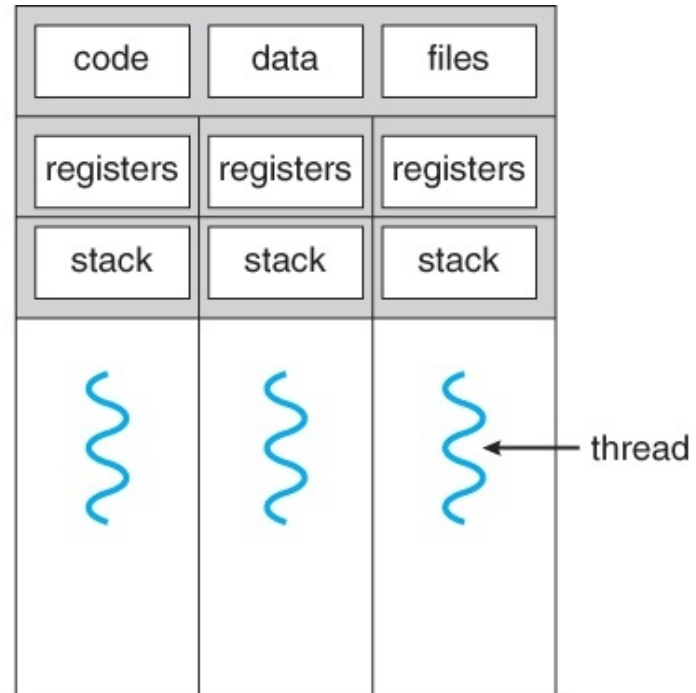 code data files
registers registers registers
stack stack stack
thread